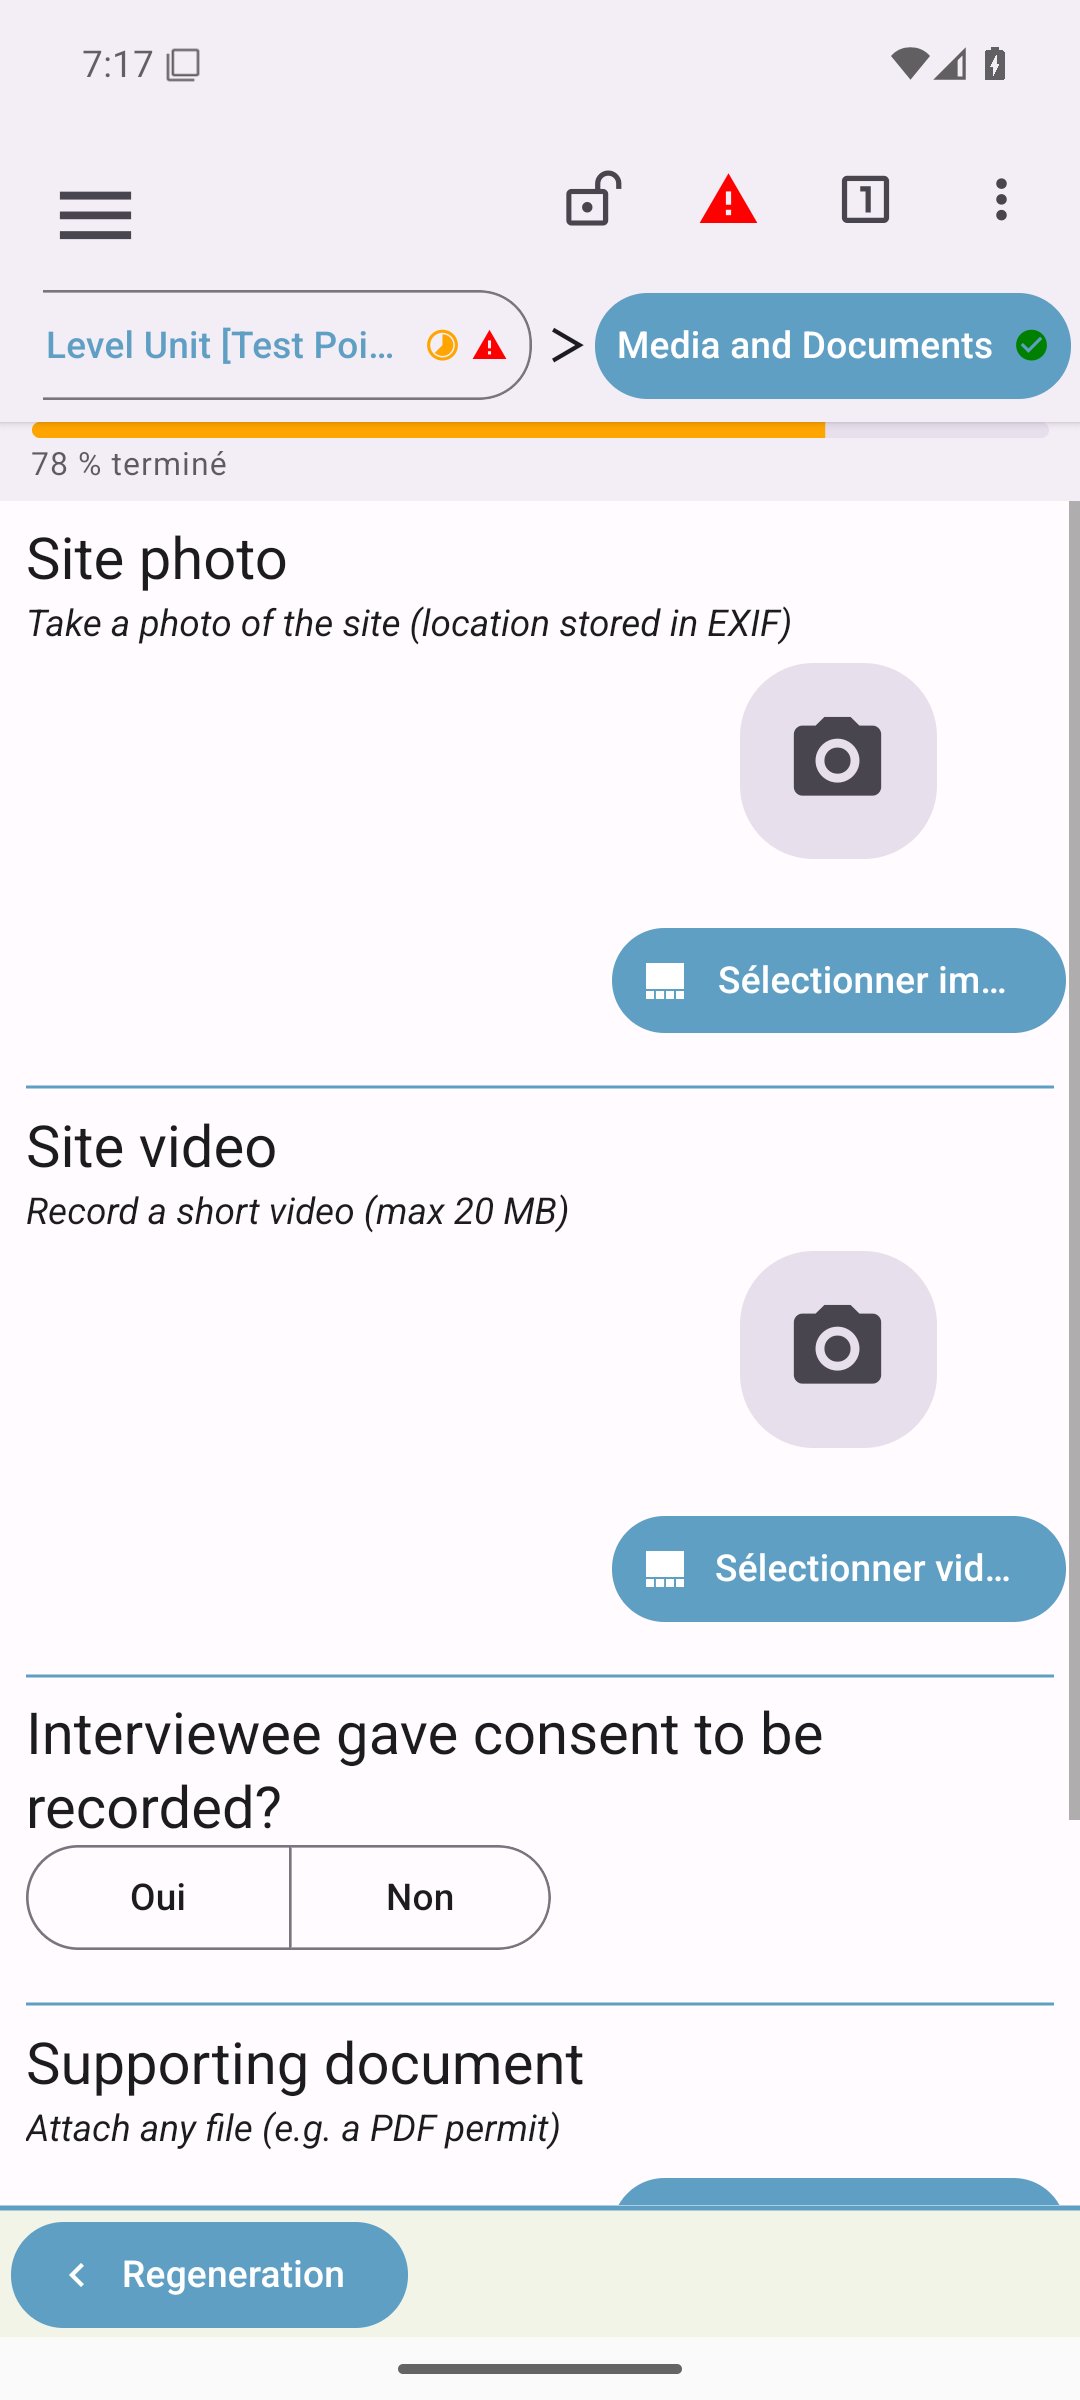 7:17
1
Level Unit [Test Poi...
> Media and Documents
78 % terminé
Site photo
Take a photo of the site (location stored in EXIF)
Sélectionner im...
Site video
Record a short video (max 20 MB)
Sélectionner vid...
Interviewee gave consent to be
recorded?
Oui
Non
Supporting document
Attach any file (e.g. a PDF permit)
Regeneration